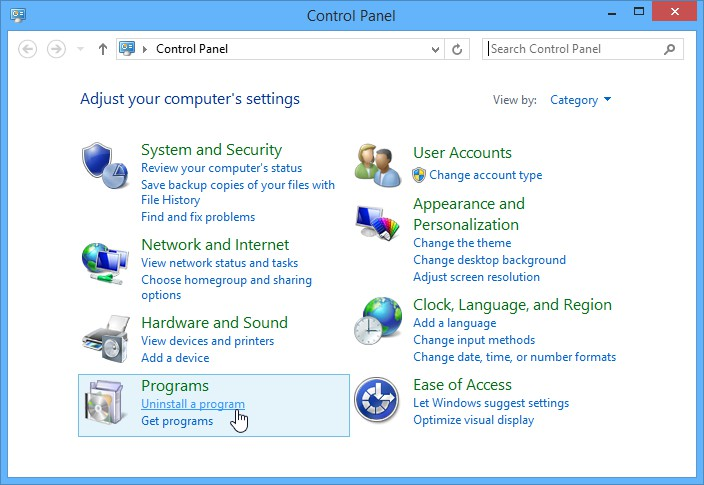 Control Panel
Control Panel
Search Control Panel
Adjust your computer's settings
View by:
Category
System and Security
Review your computer's status
Save backup copies of your files with
File History
Find and fix problems
Network and Internet
View network status and tasks
Choose homegroup and sharing
options
Hardware and Sound
View devices and printers
Add a device
Programs
Uninstall a program
Get programs
User Accounts
Change account type
Appearance and
Personalization
Change the theme
Change desktop background
Adjust screen resolution
Clock, Language, and Region
Add a language
Change input methods
Change date, time, or number formats
Ease of Access
Let Windows suggest settings
Optimize visual display